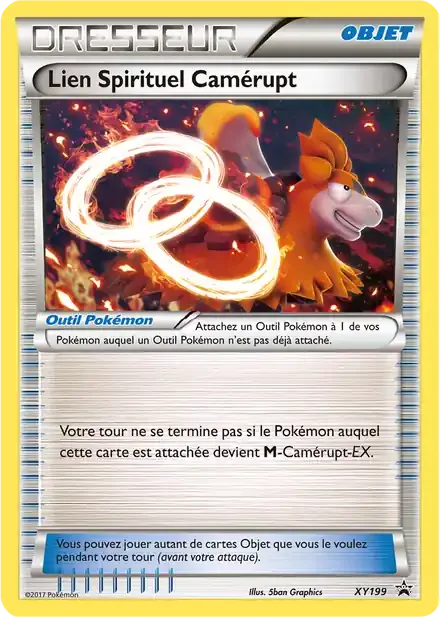 DRESSEUR
OBJET
Lien Spirituel Camérupt
Outil Pokémon
Attachez un Outil Pokémon à 1 de vos
Pokémon auquel un Outil Pokémon n'est pas déjà attaché.
Votre tour ne se termine pas si le Pokémon auquel
cette carte est attachée devient M-Camérupt-EX.
Vous pouvez jouer autant de cartes Objet que vous le voulez
pendant votre tour (avant votre attaque).
©2017 Pokémon
Illus. 5ban Graphics
XY199